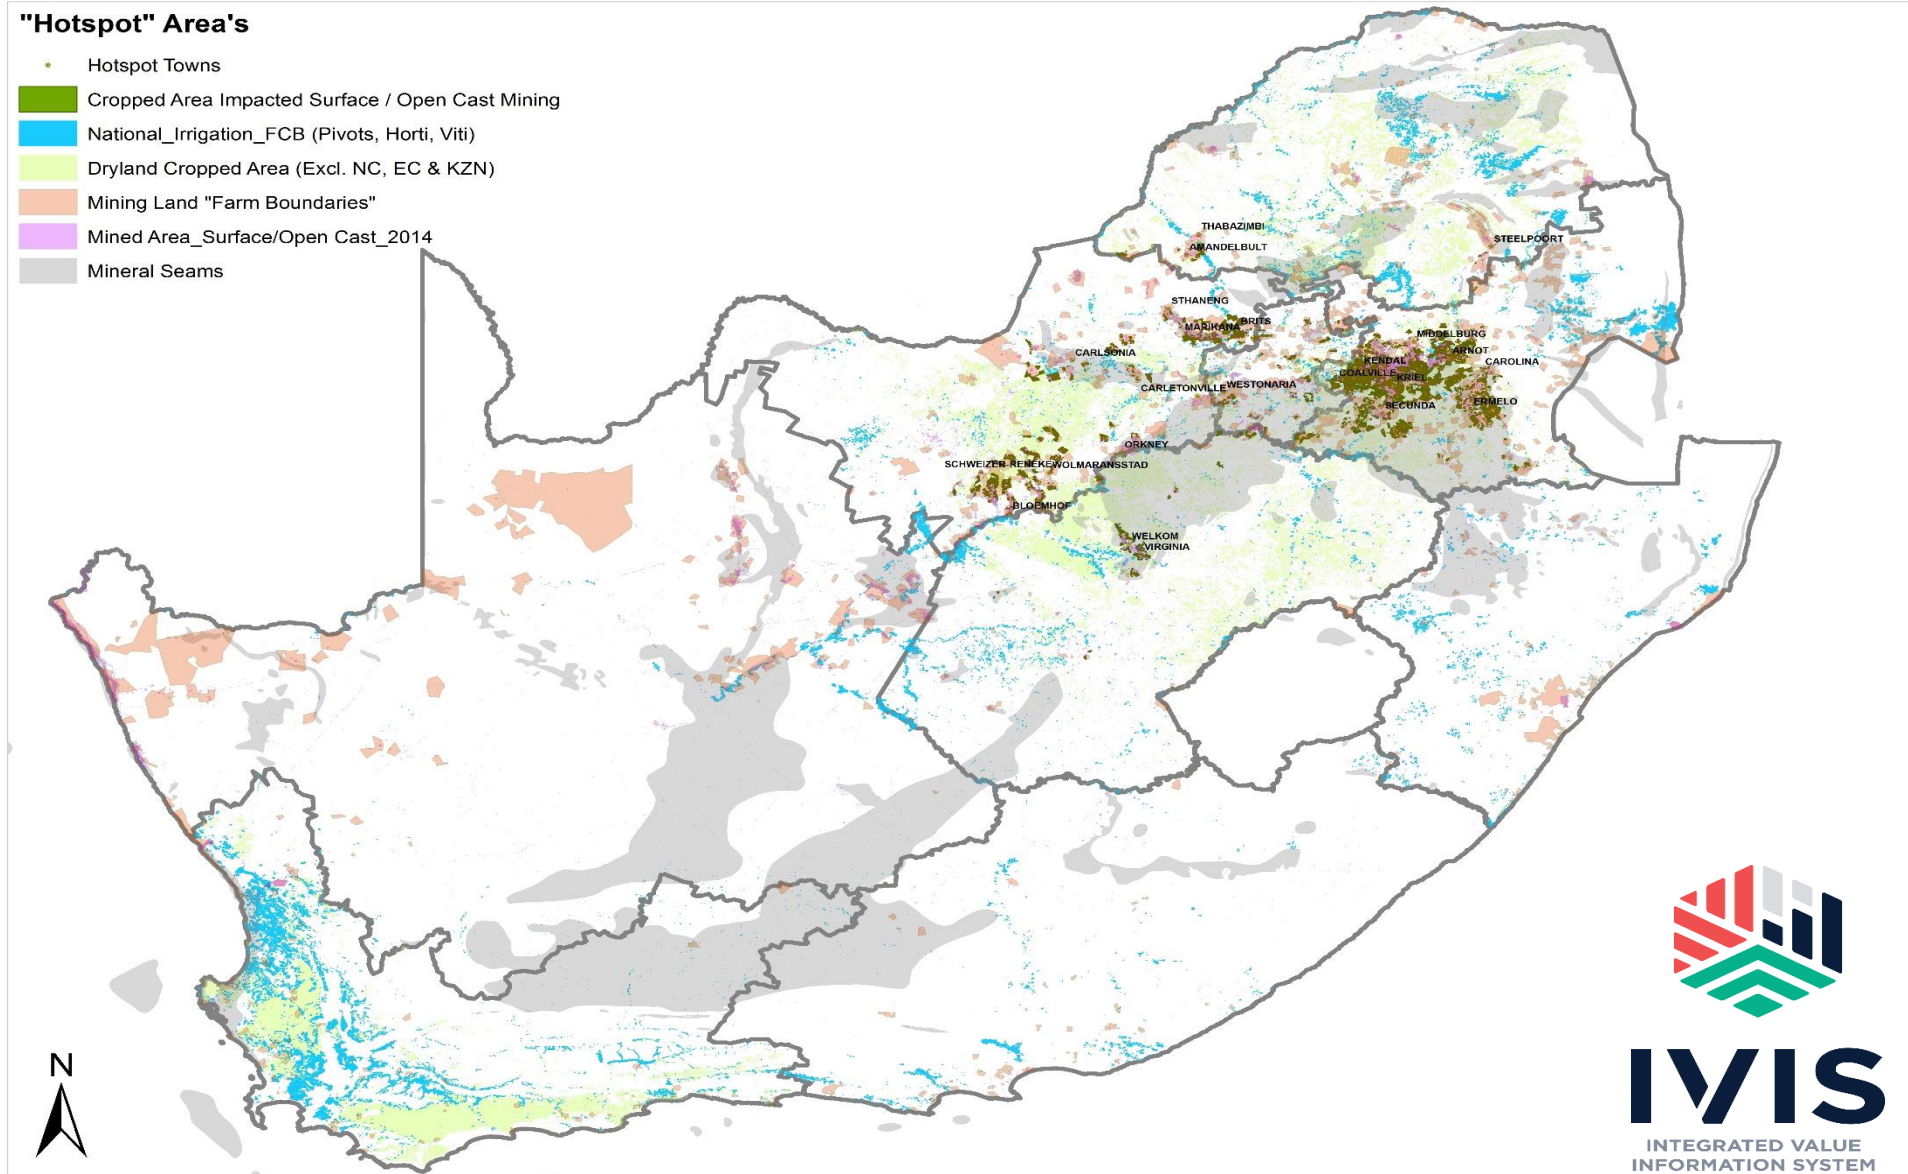 "Hotspot" Area's
Hotspot Towns
Cropped Area Impacted Surface / Open Cast Mining
National_Irrigation_FCB (Pivots, Horti, Viti)
Dryland Cropped Area (Excl. NC, EC & KZN)
Mining Land "Farm Boundaries"
Mined Area_Surface/Open Cast_2014
Mineral Seams
THABAZIMBI
STEELPOORT
AMANDELBULT
STHANENG
BRITS
MARIKANA
MIDDELBURG
CARLSONIA
ARNOT
KENDAL
CAROLINA
COALVILLE
KRIEL
CARLETONVILLE
WESTONARIA
SECUNDA
ERMELO
ORKNEY
SCHWEIZER-RENEKE
WOLMARANSSTAD
BLOEMHOF
WELKOM
VIRGINIA
N
IVIS
INTEGRATED VALUE
INFORMATION SYSTEM